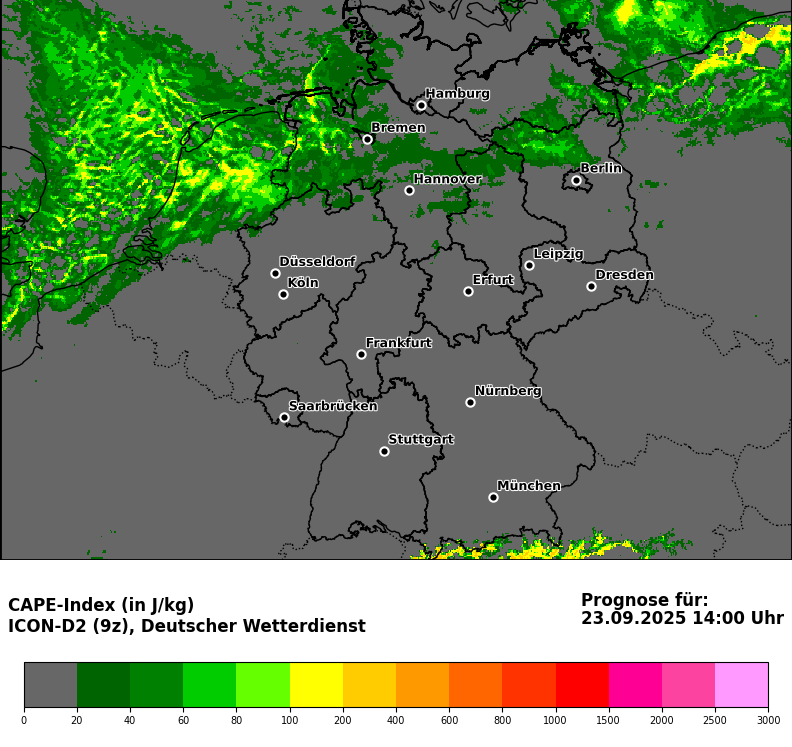 Hamburg
Bremen
Berlin
Hannover
Düsseldorf
Leipzig
Köln
Erfurt
Dresden
Frankfurt
Nürnberg
Saarbrücken
Stuttgart
München
CAPE-Index (in J/kg)
ICON-D2 (9z), Deutscher Wetterdienst
Prognose für:
23.09.2025 14:00 Uhr
0 20 40 60 80 100 200 400 600 800 1000 1500 2000 2500 3000